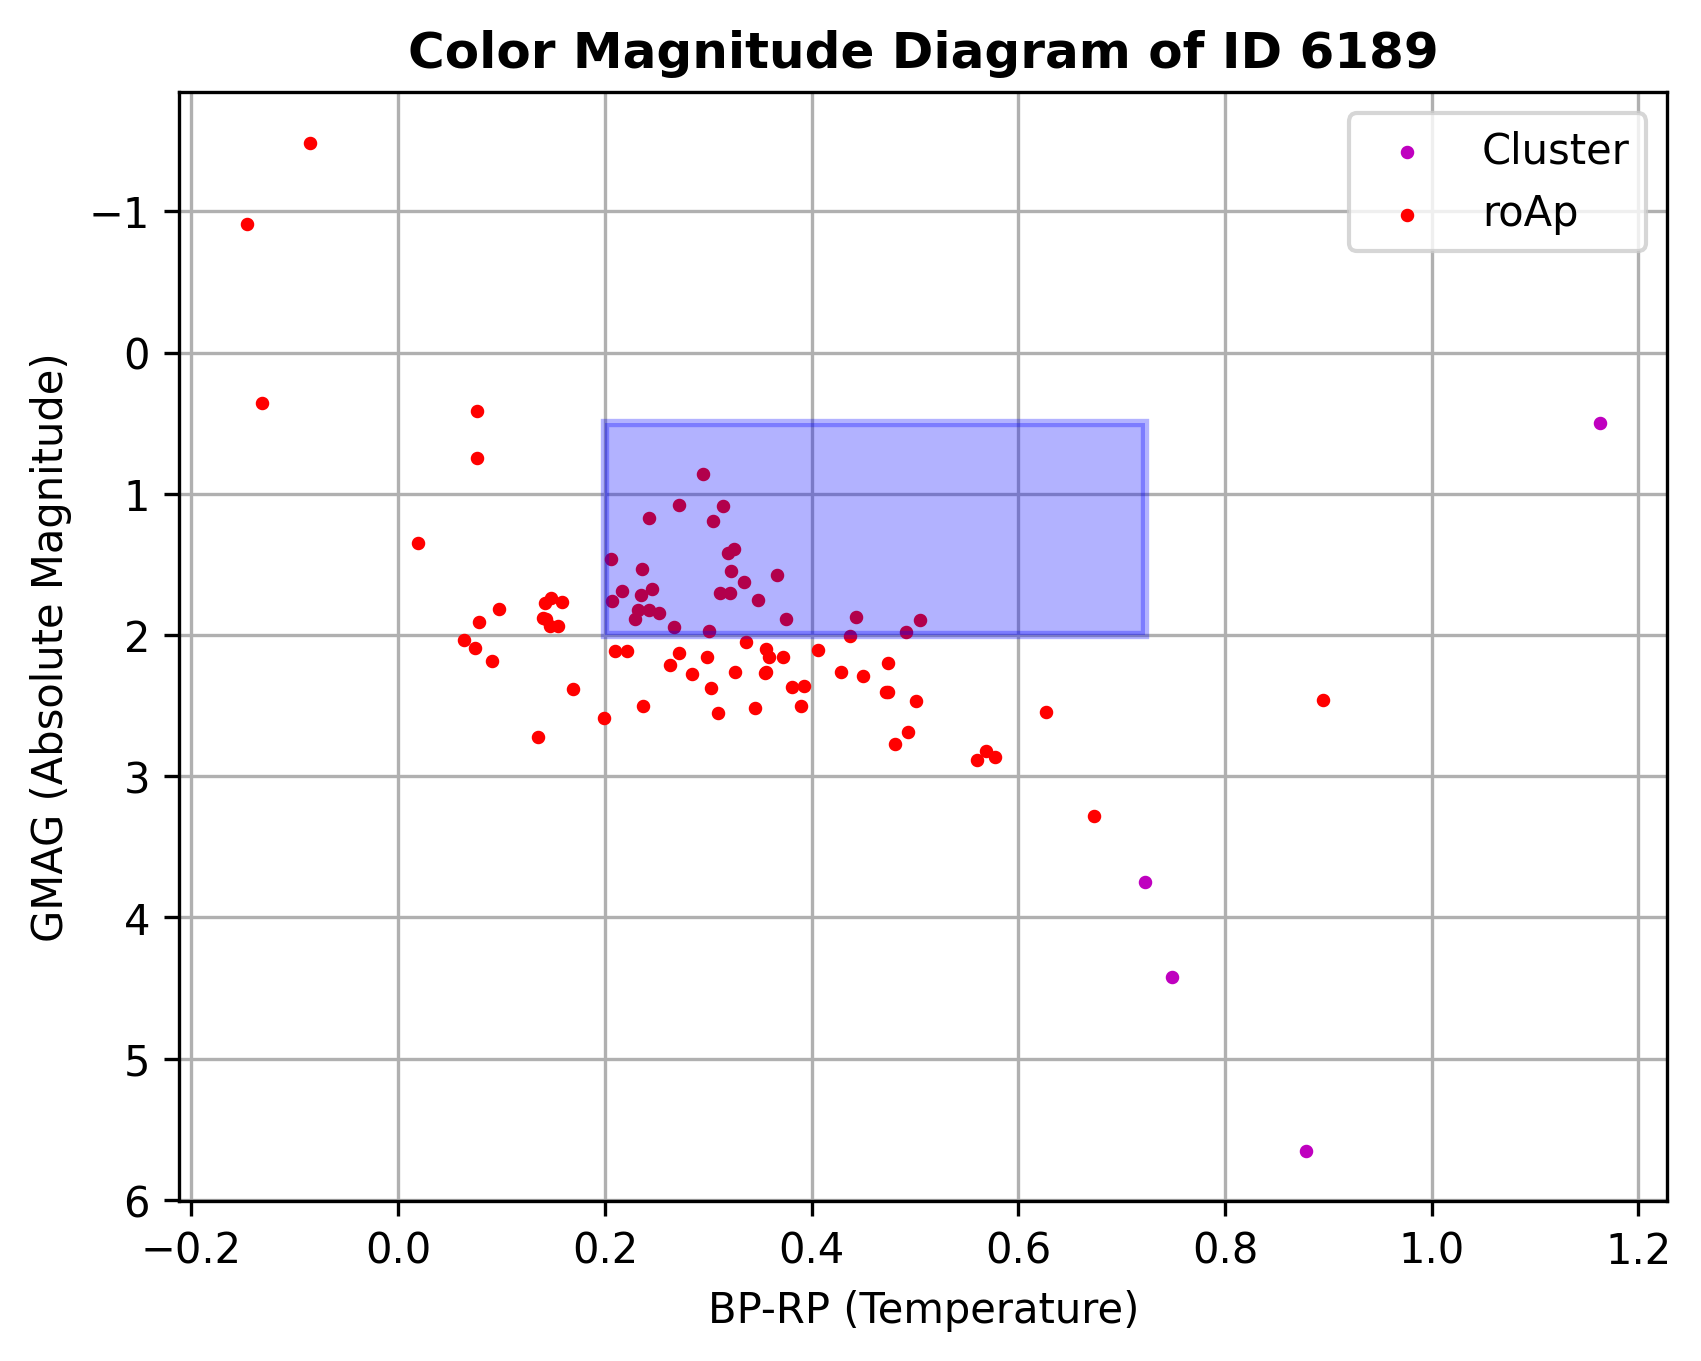 Color Magnitude Diagram of ID 6189
Cluster
roAp
GMAG (Absolute Magnitude)
−1
0
1
2
3
4
5
6
−0.2 0.0 0.2 0.4 0.6 0.8 1.0 1.2
BP-RP (Temperature)